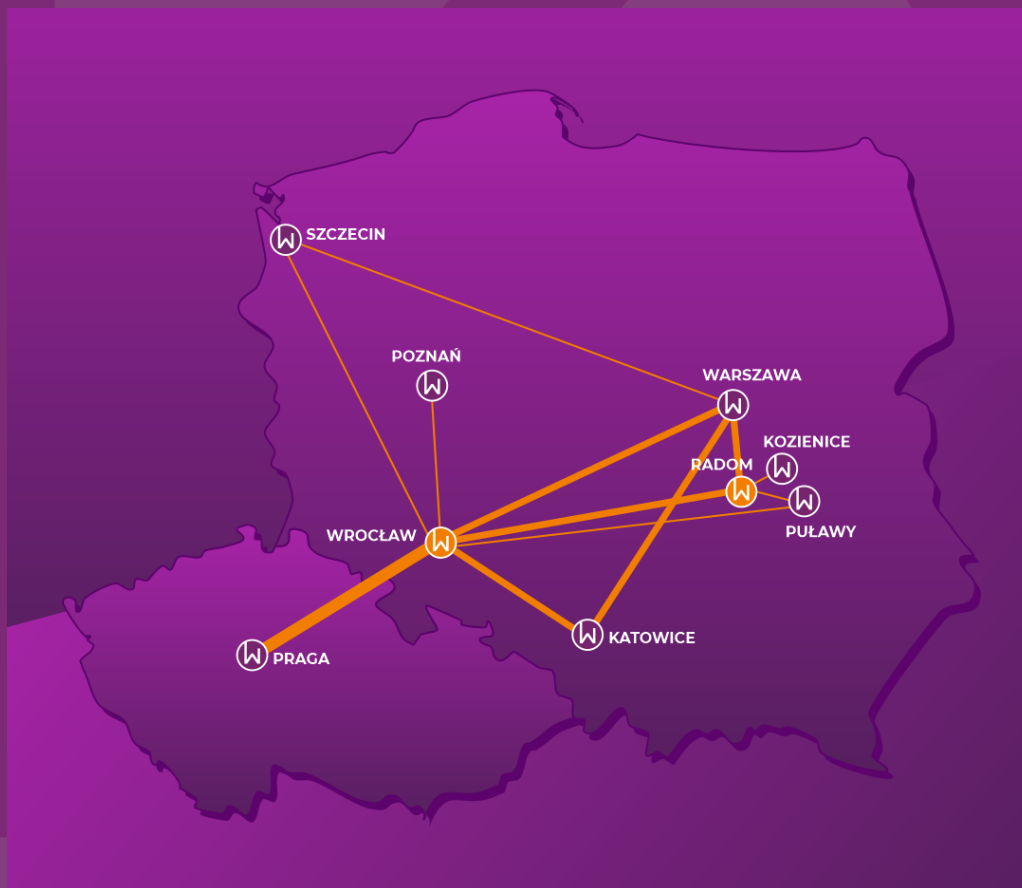 SZCZECIN
POZNAŃ
WARSZAWA
KOZIENICE
RADOM
PUŁAWY
WROCŁAW
KATOWICE
PRAGA